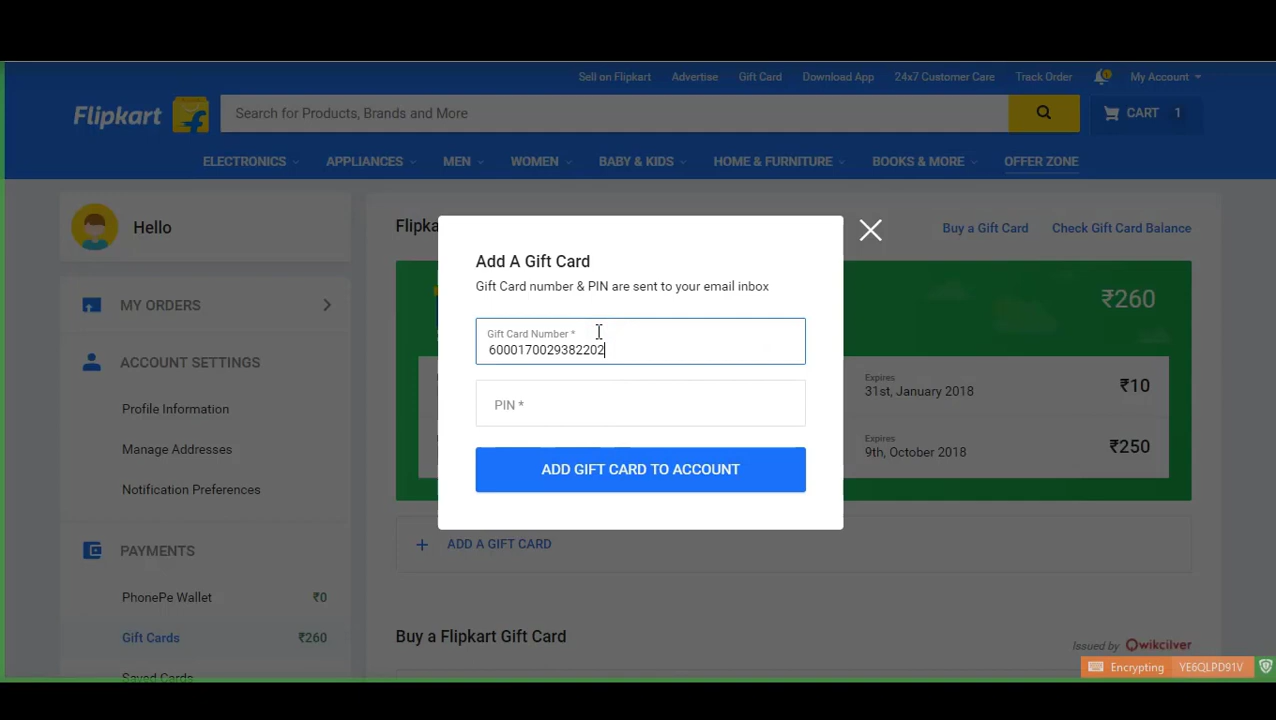 Sell on Flipkart Advertise Gift Card Download App 24x7 Customer Care Track Order 1 My Account
Flipkart Search for Products, Brands and More CART 1
ELECTRONICS APPLIANCES MEN WOMEN BABY & KIDS HOME & FURNITURE BOOKS & MORE OFFER ZONE
Hello
MY ORDERS
ACCOUNT SETTINGS
Profile Information
Manage Addresses
Notification Preferences
PAYMENTS
PhonePe Wallet ₹0
Gift Cards ₹260
Saved Cards
Flipka Buy a Gift Card Check Gift Card Balance
₹260
Expires
31st, January 2018 ₹10
Expires
9th, October 2018 ₹250
Add A Gift Card
Gift Card number & PIN are sent to your email inbox
Gift Card Number *
6000170029382202
PIN *
ADD GIFT CARD TO ACCOUNT
+ ADD A GIFT CARD
Buy a Flipkart Gift Card
Issued by Qwikcilver
Encrypting YE6QLPD91V